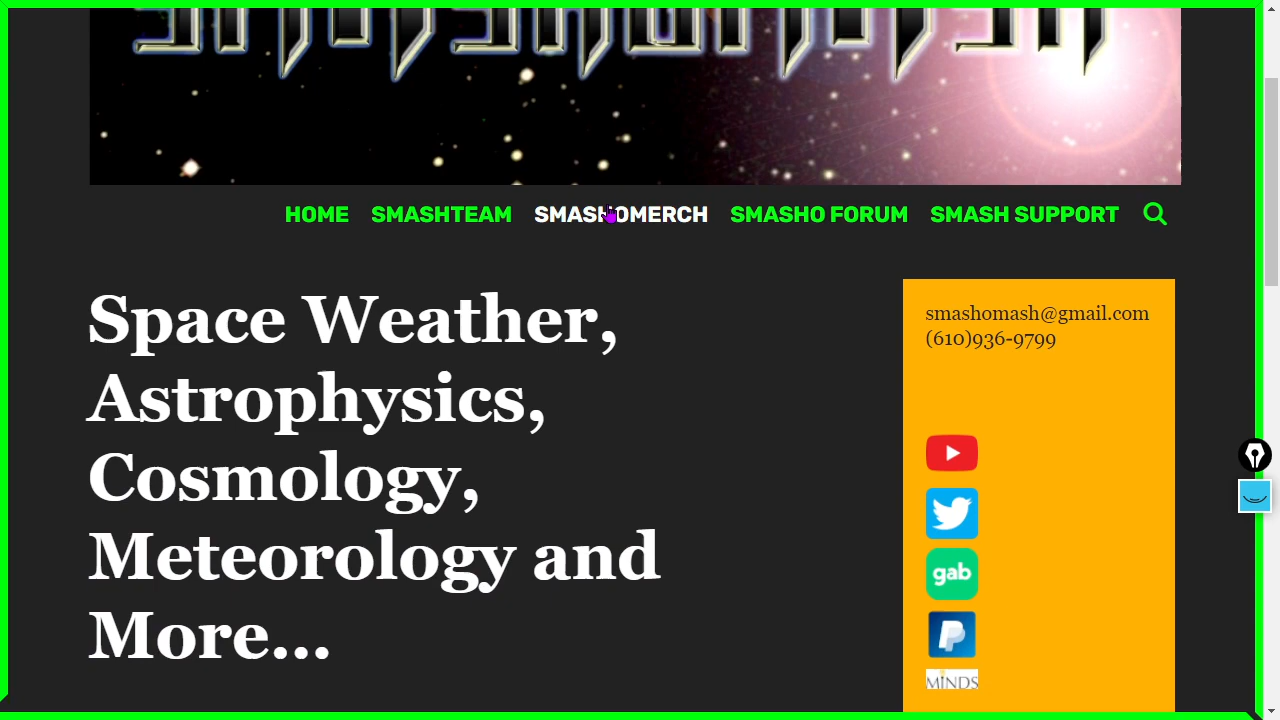 HOME SMASHTEAM SMASHOMERCH SMASHO FORUM SMASH SUPPORT
Space Weather,
Astrophysics,
Cosmology,
Meteorology and
More...
smashomash@gmail.com
(610)936-9799
gab
MINDS